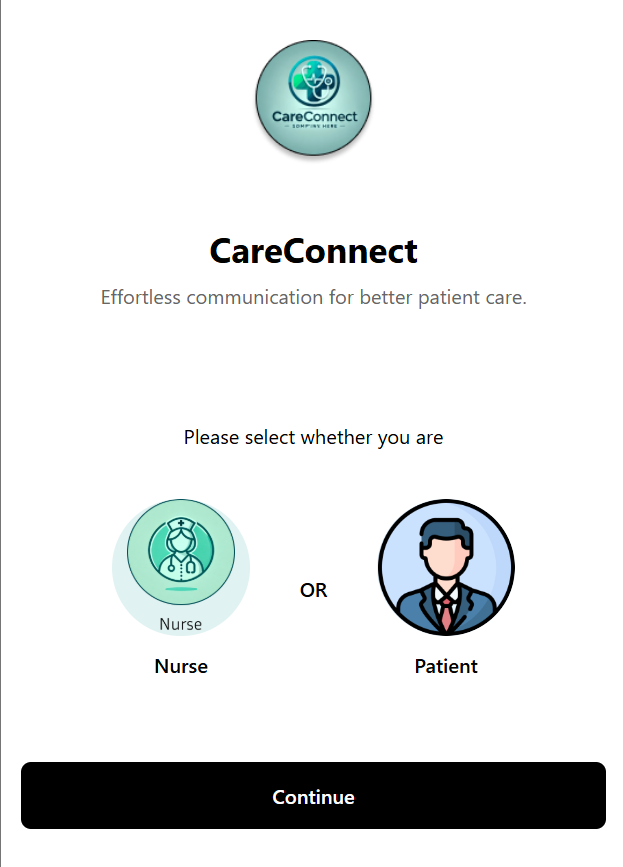 CareConnect
CareConnect
Effortless communication for better patient care.
Please select whether you are
OR
Nurse
Nurse
Patient
Continue